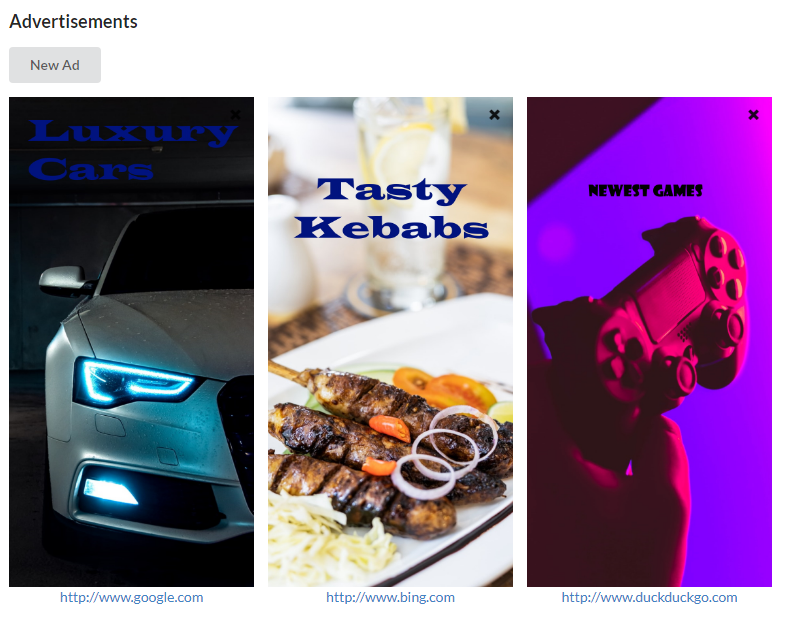 Advertisements
New Ad
Luxury
Cars
Tasty
Kebabs
NEWEST GAMES
http://www.google.com
http://www.bing.com
http://www.duckduckgo.com